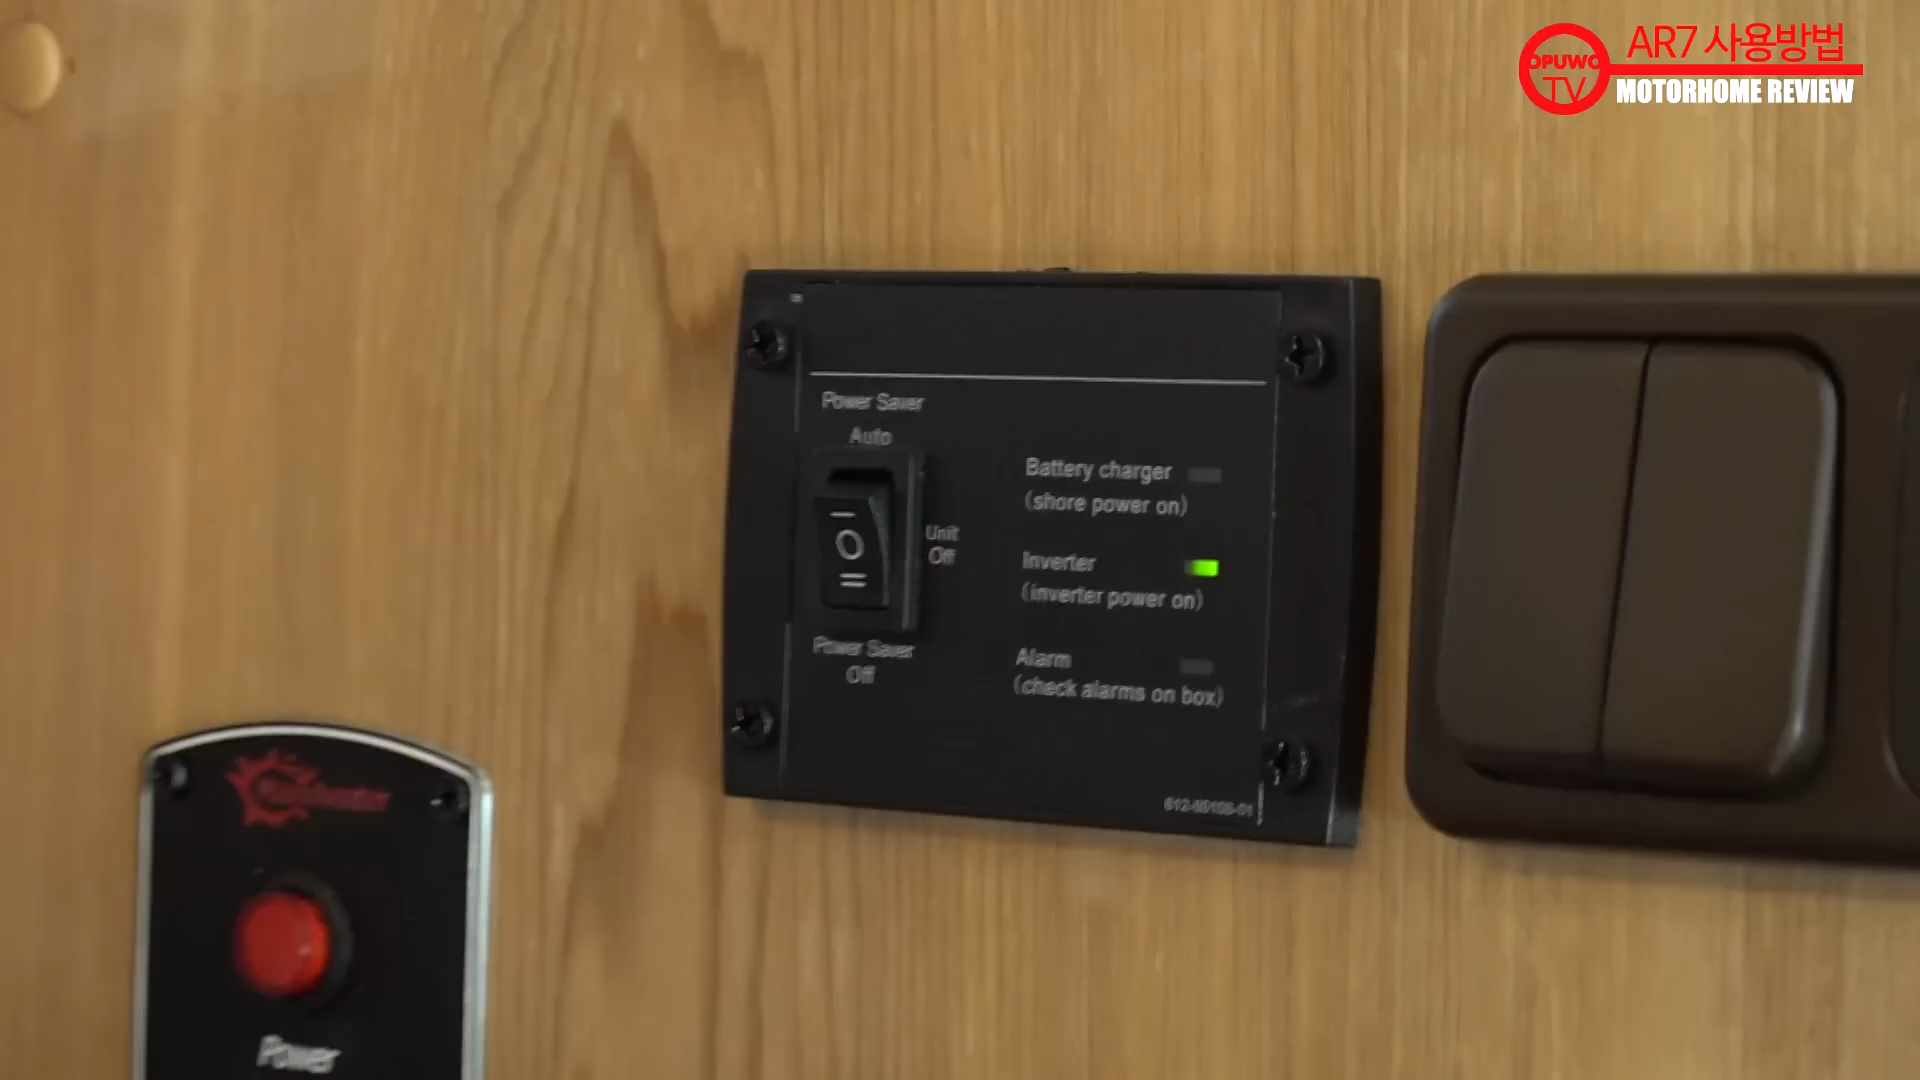 AR7 사용방법
OPUWO
TV
MOTORHOME REVIEW
Power Saver
Auto
Unit
Off
Power Saver
Off
Battery charger
(shore power on)
Inverter
(inverter power on)
Alarm
(check alarms on box)
Power